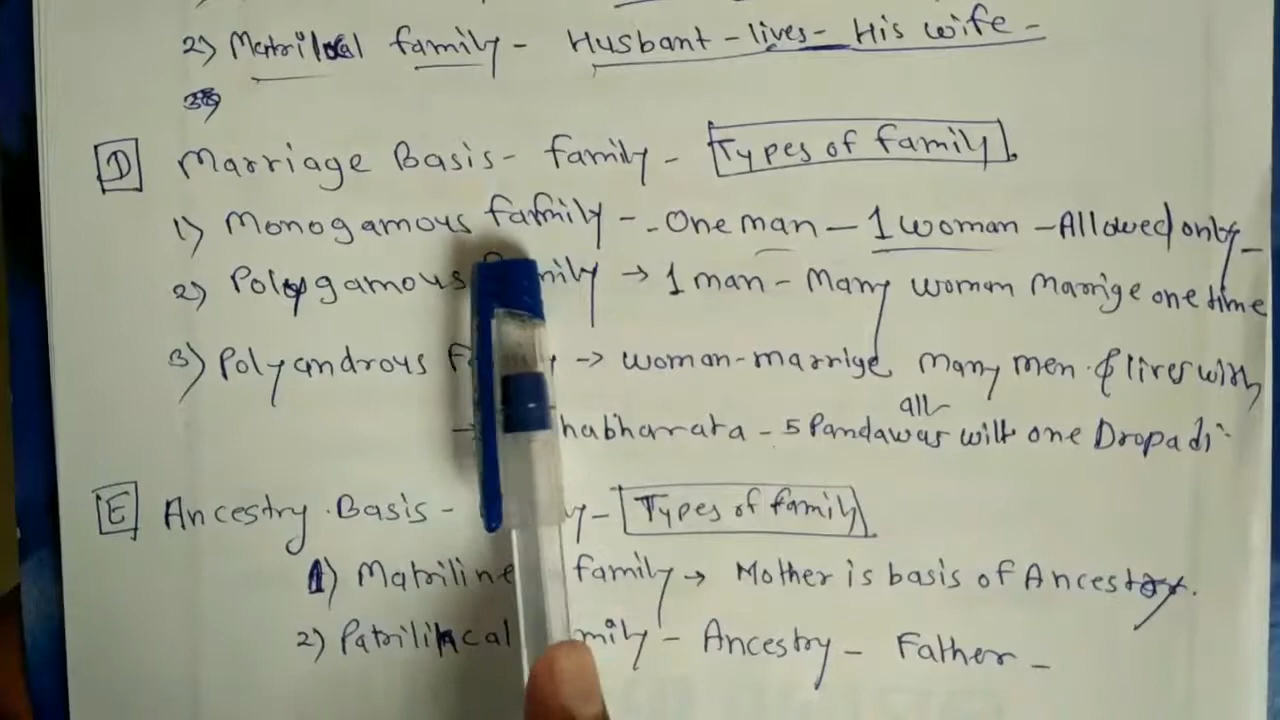 2) Matrilocal family - Husbant - lives - His wife -
D Marriage Basis - family - Types of family
1) Monogamous family - - One man - 1 woman - Allowed only -
2) Polygamous family → 1 man - Many woman Marrige one time
3) Polyandrous → woman - marrige many men & lives with all
habharata - 5 Pandawas with one Dropadi
E Ancestry Basis - Types of family
1) Matriline family → Mother is basis of Ancestry.
2) Patrilineal mily - Ancestry - Father -